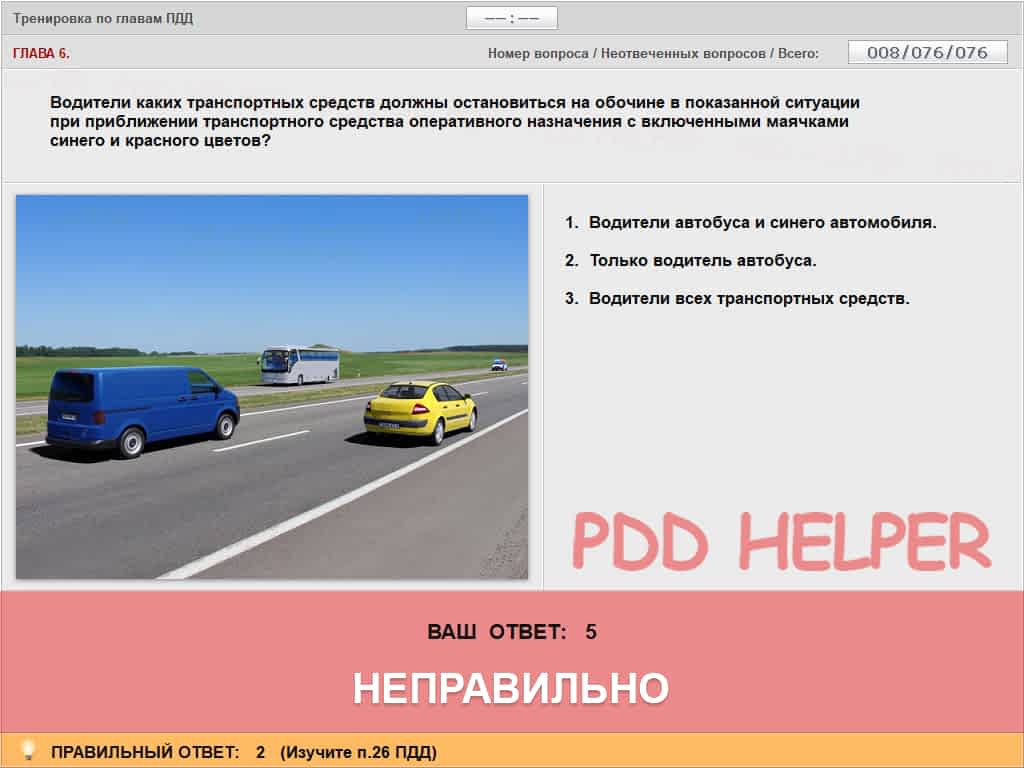 Тренировка по главам ПДД
—— : ——
ГЛАВА 6.
Номер вопроса / Неотвеченных вопросов / Всего:
008/076/076
Водители каких транспортных средств должны остановиться на обочине в показанной ситуации
при приближении транспортного средства оперативного назначения с включенными маячками
синего и красного цветов?
1. Водители автобуса и синего автомобиля.
2. Только водитель автобуса.
3. Водители всех транспортных средств.
PDD HELPER
ВАШ ОТВЕТ: 5
НЕПРАВИЛЬНО
ПРАВИЛЬНЫЙ ОТВЕТ: 2 (Изучите п.26 ПДД)